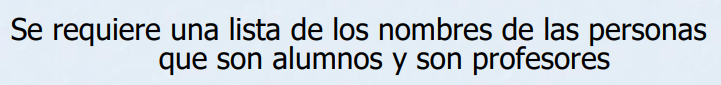 Se requiere una lista de los nombres de las personas
que son alumnos y son profesores